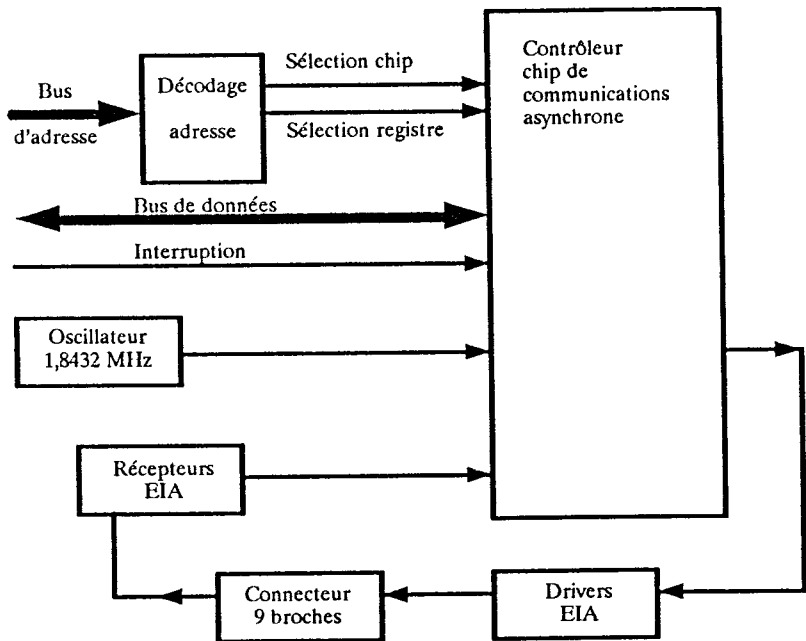 Bus
d'adresse
Décodage
adresse
Sélection chip
Sélection registre
Contrôleur
chip de
communications
asynchrone
Bus de données
Interruption
Oscillateur
1,8432 MHz
Récepteurs
EIA
Connecteur
9 broches
Drivers
EIA